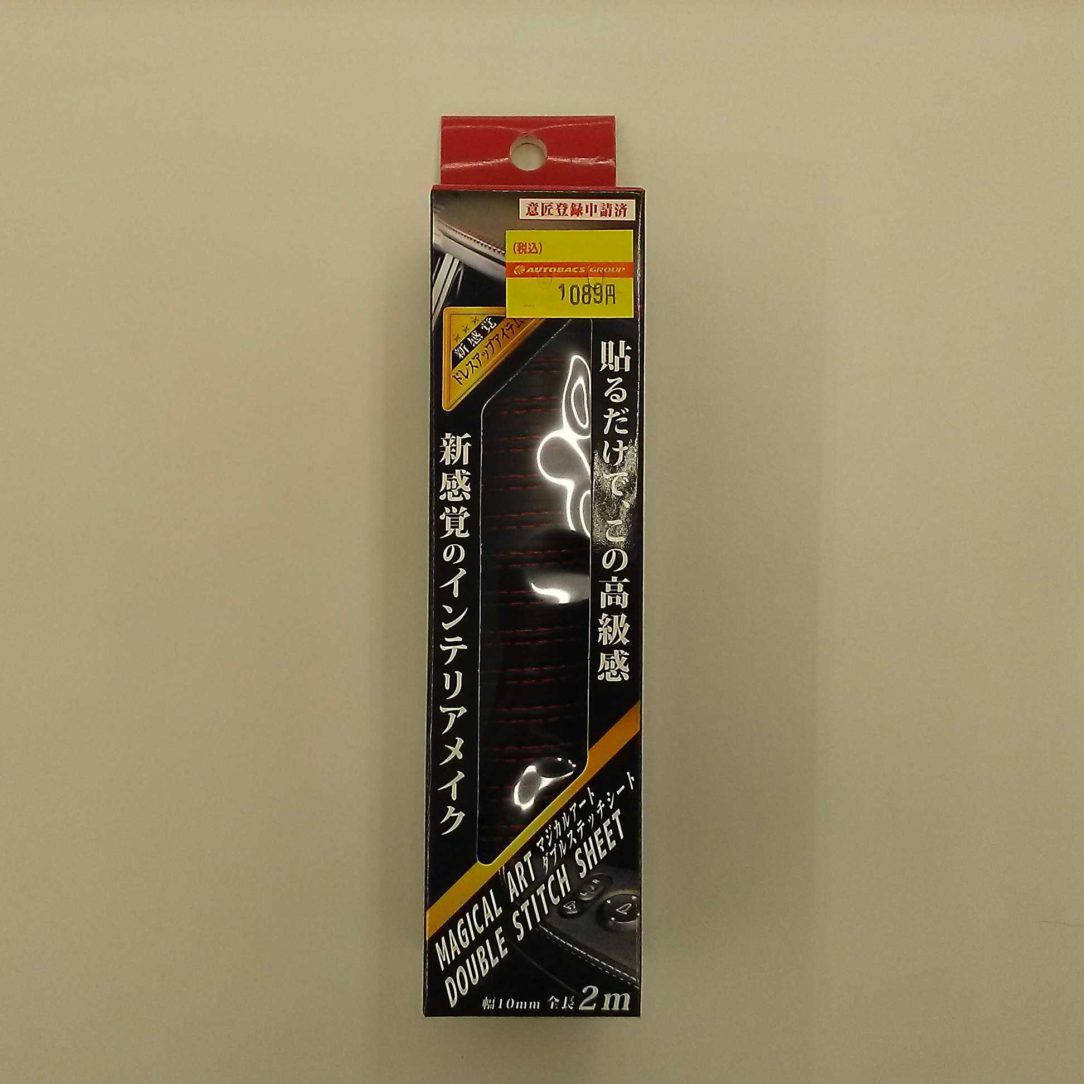 意匠登録申請済
(税込)
AUTOBACS GROUP
1089円
新感覚
ドレスアップアイテム
貼るだけで、この高級感
新感覚のインテリアメイク
マジカルアート
ダブルステッチシート
MAGICAL ART
DOUBLE STITCH SHEET
幅10mm 全長2m